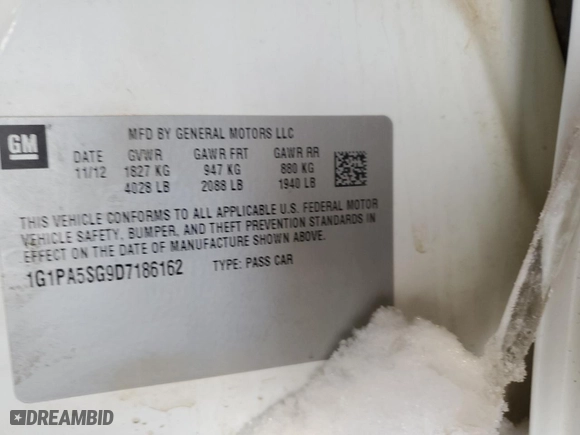 GM
MFD BY GENERAL MOTORS LLC
DATE GVWR GAWR FRT GAWR RR
11/12 1827 KG 947 KG 880 KG
4028 LB 2088 LB 1940 LB
THIS VEHICLE CONFORMS TO ALL APPLICABLE U.S. FEDERAL MOTOR
VEHICLE SAFETY, BUMPER, AND THEFT PREVENTION STANDARDS IN
EFFECT ON THE DATE OF MANUFACTURE SHOWN ABOVE.
1G1PA5SG9D7186162 TYPE: PASS CAR
DREAMBID